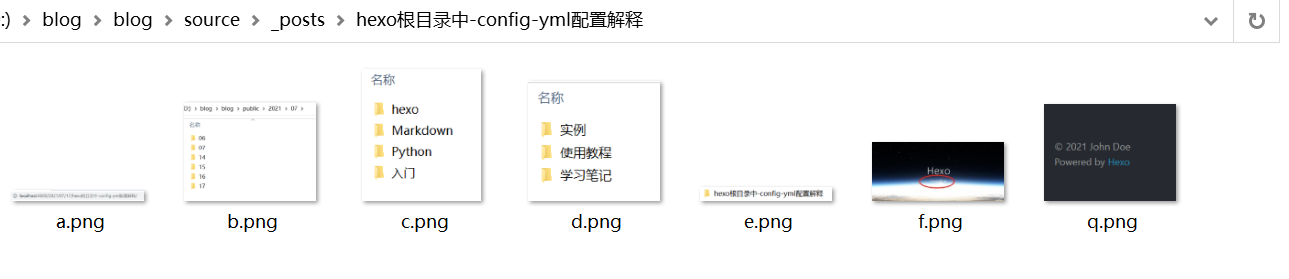 :) > blog > blog > source > _posts > hexo根目录中-config-yml配置解释
名称
hexo
Markdown
Python
入门
名称
实例
使用教程
学习笔记
D:) > blog > blog > public > 2021 > 07 >
名称
06
07
14
15
16
17
hexo根目录中-config-yml配置解释
Hexo
© 2021 John Doe
Powered by Hexo
a.png
b.png
c.png
d.png
e.png
f.png
q.png